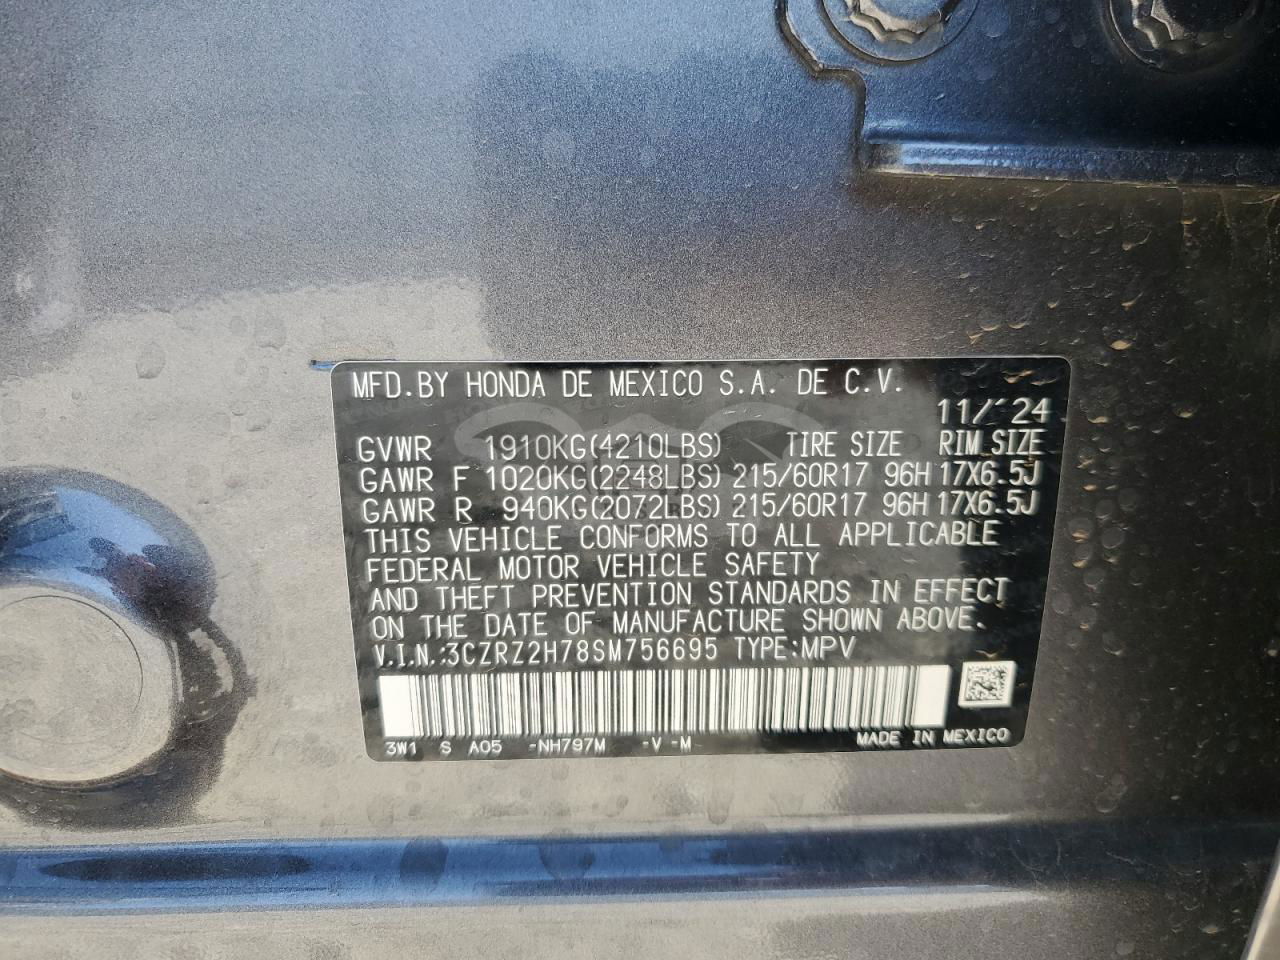 MFD.BY HONDA DE MEXICO S.A. DE C.V.
11/'24
GVWR 1910KG(4210LBS) TIRE SIZE RIM SIZE
GAWR F 1020KG(2248LBS) 215/60R17 96H 17X6.5J
GAWR R 940KG(2072LBS) 215/60R17 96H 17X6.5J
THIS VEHICLE CONFORMS TO ALL APPLICABLE
FEDERAL MOTOR VEHICLE SAFETY
AND THEFT PREVENTION STANDARDS IN EFFECT
ON THE DATE OF MANUFACTURE SHOWN ABOVE.
V.I.N.:3CZRZ2H78SM756695 TYPE:MPV
3W1 S A05 -NH797M -V -M MADE IN MEXICO